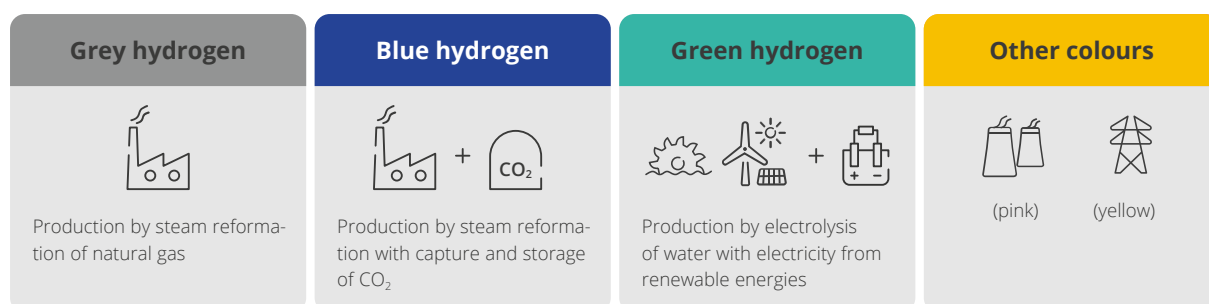 Grey hydrogen
Production by steam reforma-
tion of natural gas
Blue hydrogen
+
CO₂
Production by steam reforma-
tion with capture and storage
of CO₂
Green hydrogen
+
+ -
Production by electrolysis
of water with electricity from
renewable energies
Other colours
(pink) (yellow)